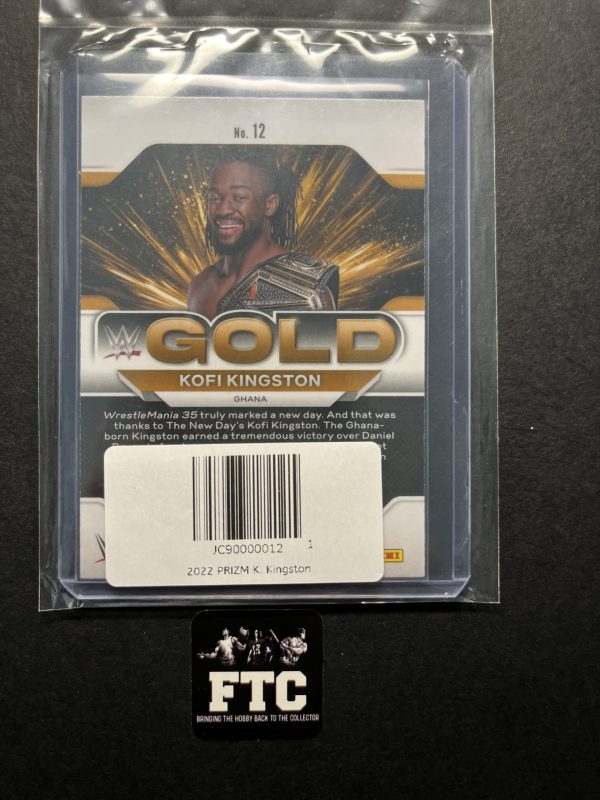 No. 12
W
GOLD
KOFI KINGSTON
GHANA
WrestleMania 35 truly marked a new day. And that was
thanks to The New Day's Kofi Kingston. The Ghana-
born Kingston earned a tremendous victory over Daniel
JC90000012 1
2022 PRIZM K. Kingston
FTC
BRINGING THE HOBBY BACK TO THE COLLECTOR